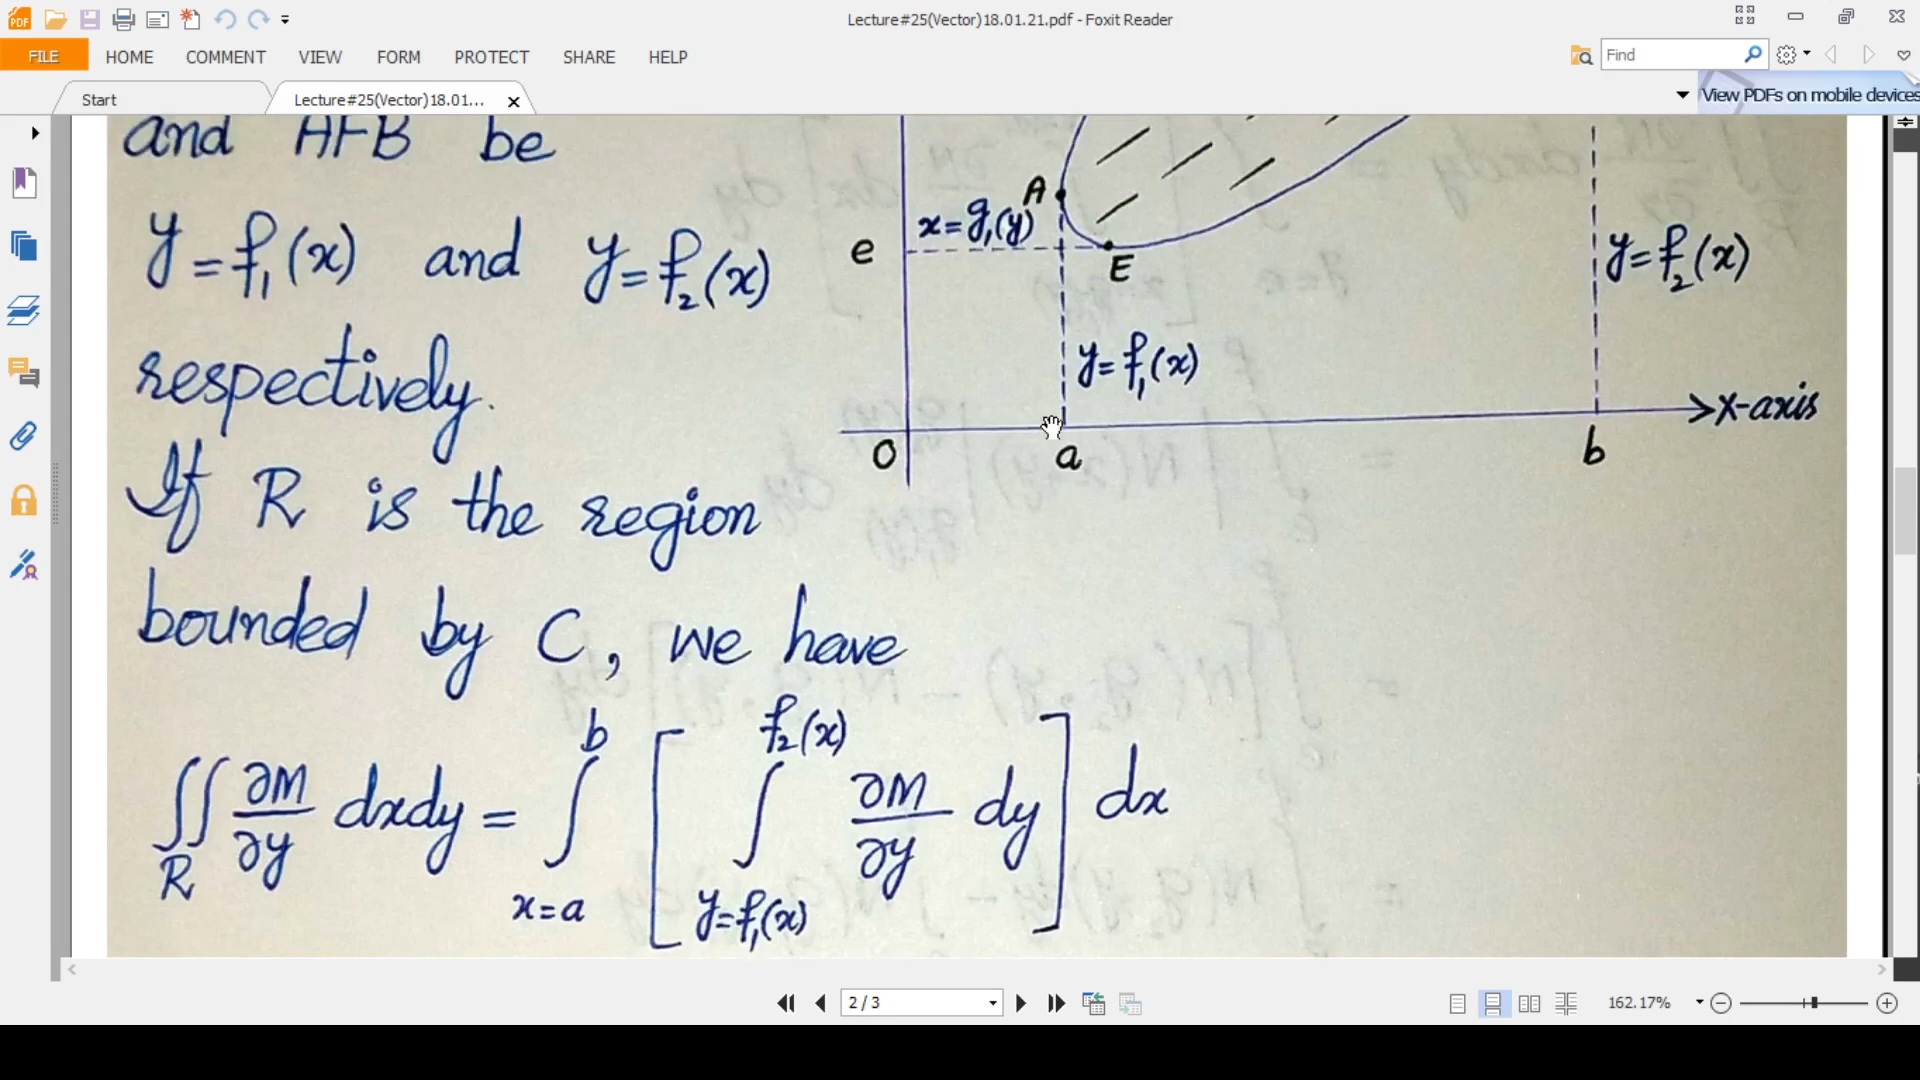 Lecture#25(Vector)18.01.21.pdf - Foxit Reader
FILE HOME COMMENT VIEW FORM PROTECT SHARE HELP
Find
Start
Lecture#25(Vector)18.01...
View PDFs on mobile devices
and AFB be
y=f₁(x) and y=f₂(x)
respectively.
If R is the region
bounded by C, we have
∬_R ∂M/∂y dxdy = ∫_{x=a}^{b} [ ∫_{y=f₁(x)}^{f₂(x)} ∂M/∂y dy ] dx
A
x=g₁(y)
e
E
y=f₂(x)
y=f₁(x)
X-axis
O
a
b
2 / 3
162.17%